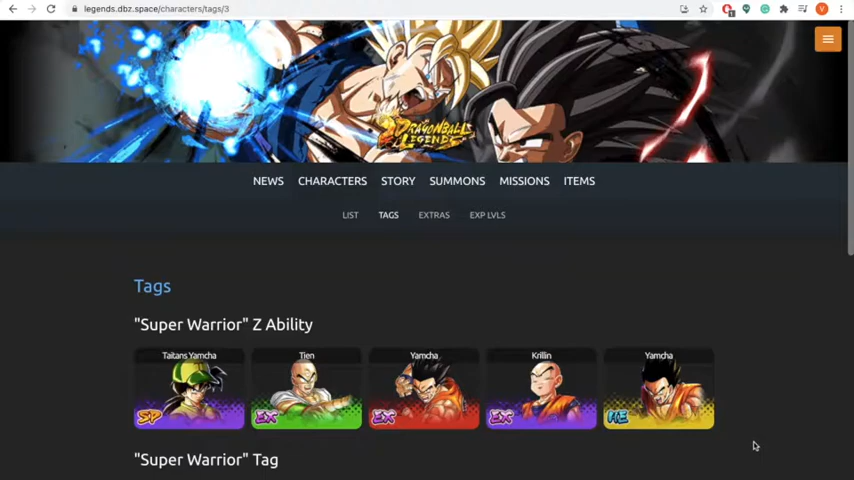 legends.dbz.space/characters/tags/3
V
DRAGONBALL
LEGENDS
NEWS CHARACTERS STORY SUMMONS MISSIONS ITEMS
LIST TAGS EXTRAS EXP LVLS
Tags
"Super Warrior" Z Ability
Taitans Yamcha Tien Yamcha Krillin Yamcha
SP EX EX EX HE
"Super Warrior" Tag